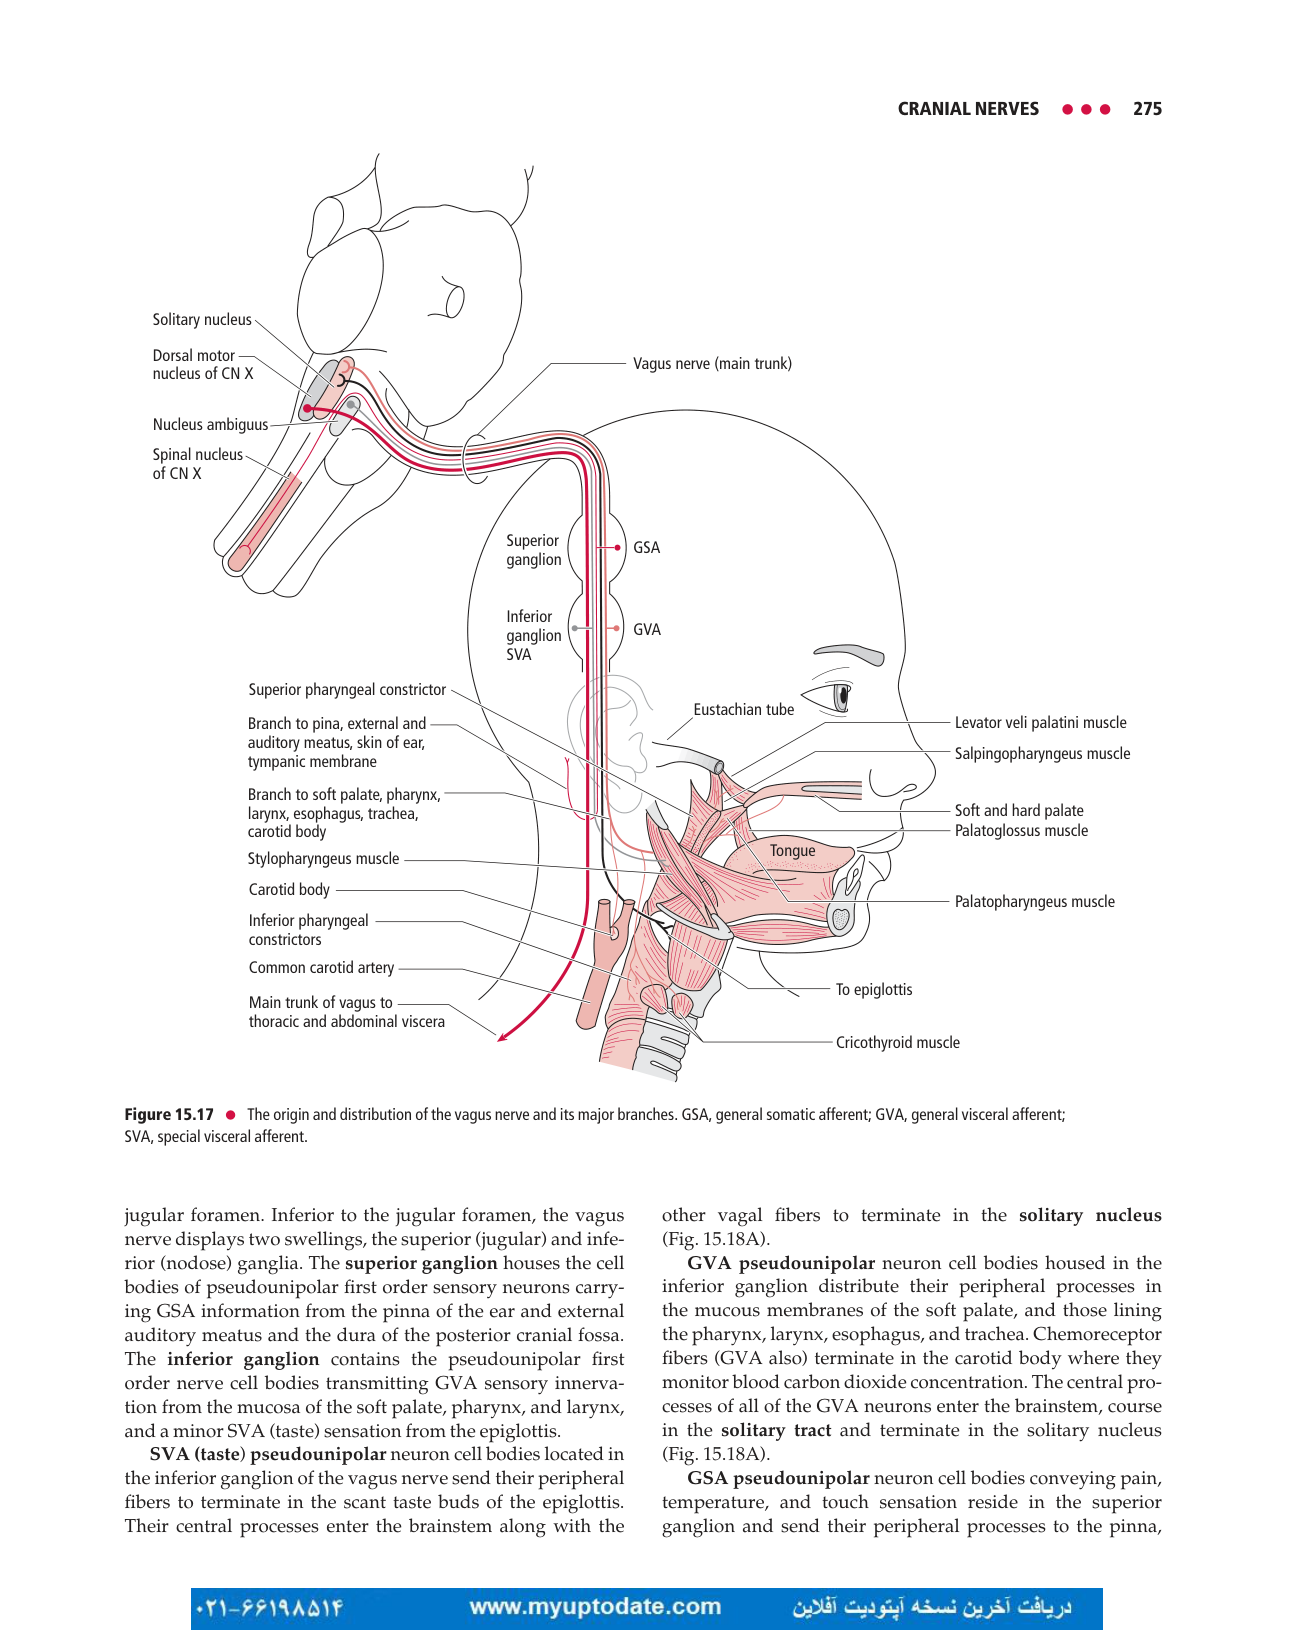 CRANIAL NERVES ● ● ● 275
Solitary nucleus
Dorsal motor
nucleus of CN X
Nucleus ambiguus
Spinal nucleus
of CN X
Vagus nerve (main trunk)
Superior
ganglion
GSA
Inferior
ganglion
SVA
GVA
Superior pharyngeal constrictor
Branch to pina, external and
auditory meatus, skin of ear,
tympanic membrane
Branch to soft palate, pharynx,
larynx, esophagus, trachea,
carotid body
Stylopharyngeus muscle
Carotid body
Inferior pharyngeal
constrictors
Common carotid artery
Main trunk of vagus to
thoracic and abdominal viscera
Eustachian tube
Levator veli palatini muscle
Salpingopharyngeus muscle
Soft and hard palate
Palatoglossus muscle
Tongue
Palatopharyngeus muscle
To epiglottis
Cricothyroid muscle
Figure 15.17 ● The origin and distribution of the vagus nerve and its major branches. GSA, general somatic afferent; GVA, general visceral afferent;
SVA, special visceral afferent.
jugular foramen. Inferior to the jugular foramen, the vagus
nerve displays two swellings, the superior (jugular) and infe-
rior (nodose) ganglia. The superior ganglion houses the cell
bodies of pseudounipolar first order sensory neurons carry-
ing GSA information from the pinna of the ear and external
auditory meatus and the dura of the posterior cranial fossa.
The inferior ganglion contains the pseudounipolar first
order nerve cell bodies transmitting GVA sensory innerva-
tion from the mucosa of the soft palate, pharynx, and larynx,
and a minor SVA (taste) sensation from the epiglottis.
SVA (taste) pseudounipolar neuron cell bodies located in
the inferior ganglion of the vagus nerve send their peripheral
fibers to terminate in the scant taste buds of the epiglottis.
Their central processes enter the brainstem along with the
other vagal fibers to terminate in the solitary nucleus
(Fig. 15.18A).
GVA pseudounipolar neuron cell bodies housed in the
inferior ganglion distribute their peripheral processes in
the mucous membranes of the soft palate, and those lining
the pharynx, larynx, esophagus, and trachea. Chemoreceptor
fibers (GVA also) terminate in the carotid body where they
monitor blood carbon dioxide concentration. The central pro-
cesses of all of the GVA neurons enter the brainstem, course
in the solitary tract and terminate in the solitary nucleus
(Fig. 15.18A).
GSA pseudounipolar neuron cell bodies conveying pain,
temperature, and touch sensation reside in the superior
ganglion and send their peripheral processes to the pinna,
۰۲۱-۶۶۱۹۸۵۱۴ www.myuptodate.com دریافت آخرین نسخه آپتودیت آفلاین